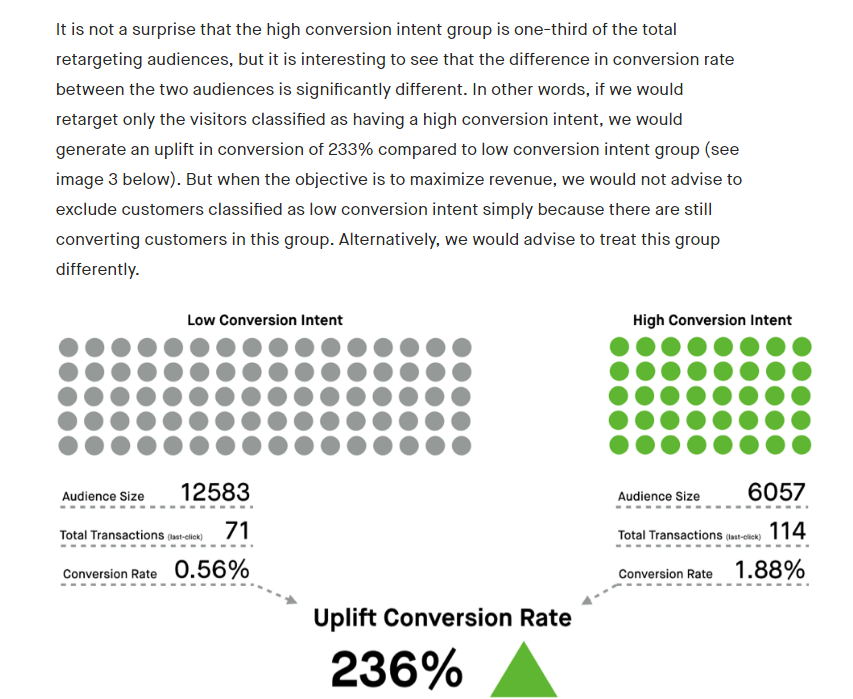 It is not a surprise that the high conversion intent group is one-third of the total
retargeting audiences, but it is interesting to see that the difference in conversion rate
between the two audiences is significantly different. In other words, if we would
retarget only the visitors classified as having a high conversion intent, we would
generate an uplift in conversion of 233% compared to low conversion intent group (see
image 3 below). But when the objective is to maximize revenue, we would not advise to
exclude customers classified as low conversion intent simply because there are still
converting customers in this group. Alternatively, we would advise to treat this group
differently.
Low Conversion Intent
High Conversion Intent
Audience Size 12583
Total Transactions (last-click) 71
Conversion Rate 0.56%
Audience Size 6057
Total Transactions (last-click) 114
Conversion Rate 1.88%
Uplift Conversion Rate
236%